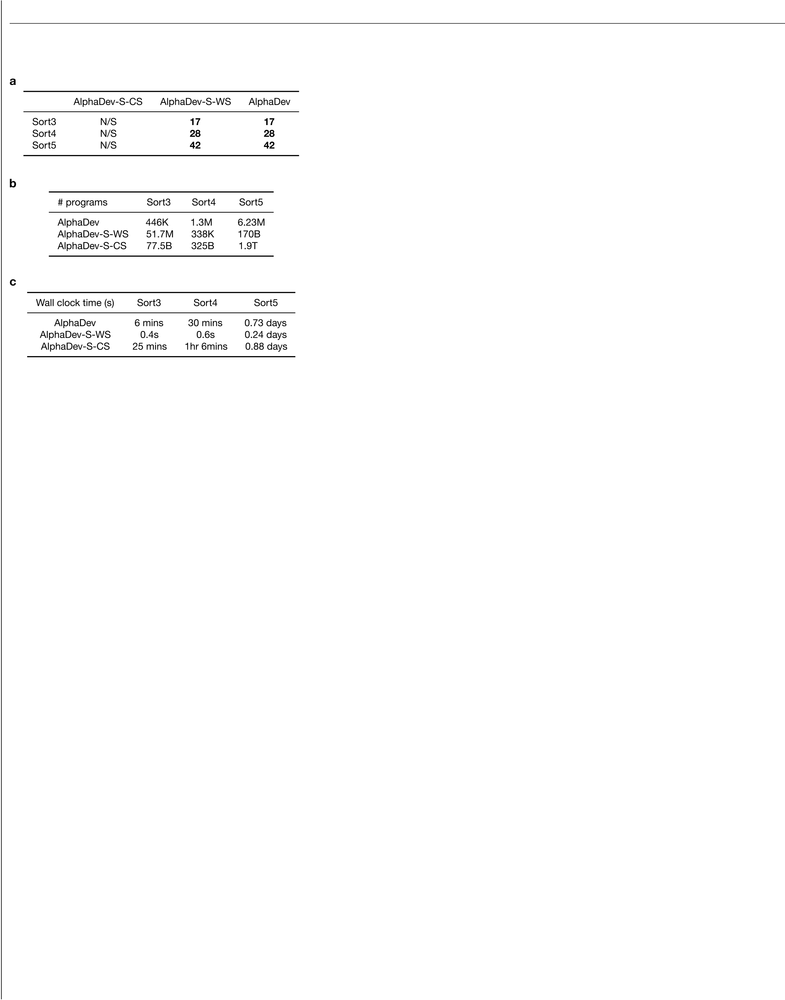 a
AlphaDev-S-CS AlphaDev-S-WS AlphaDev
Sort3 N/S 17 17
Sort4 N/S 28 28
Sort5 N/S 42 42
b
# programs Sort3 Sort4 Sort5
AlphaDev 446K 1.3M 6.23M
AlphaDev-S-WS 51.7M 338K 170B
AlphaDev-S-CS 77.5B 325B 1.9T
c
Wall clock time (s) Sort3 Sort4 Sort5
AlphaDev 6 mins 30 mins 0.73 days
AlphaDev-S-WS 0.4s 0.6s 0.24 days
AlphaDev-S-CS 25 mins 1hr 6mins 0.88 days